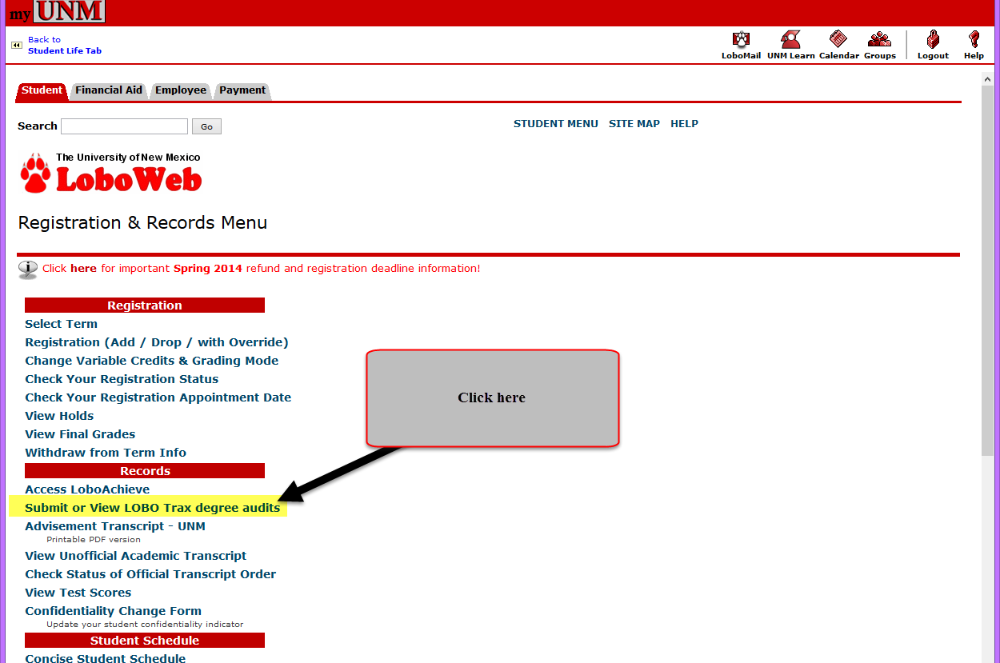 my UNM
Back to
Student Life Tab
LoboMail UNM Learn Calendar Groups Logout Help
Student Financial Aid Employee Payment
Search Go
STUDENT MENU SITE MAP HELP
The University of New Mexico
LoboWeb
Registration & Records Menu
Click here for important Spring 2014 refund and registration deadline information!
Registration
Select Term
Registration (Add / Drop / with Override)
Change Variable Credits & Grading Mode
Check Your Registration Status
Check Your Registration Appointment Date
View Holds
View Final Grades
Withdraw from Term Info
Click here
Records
Access LoboAchieve
Submit or View LOBO Trax degree audits
Advisement Transcript - UNM
Printable PDF version
View Unofficial Academic Transcript
Check Status of Official Transcript Order
View Test Scores
Confidentiality Change Form
Update your student confidentiality indicator
Student Schedule
Concise Student Schedule